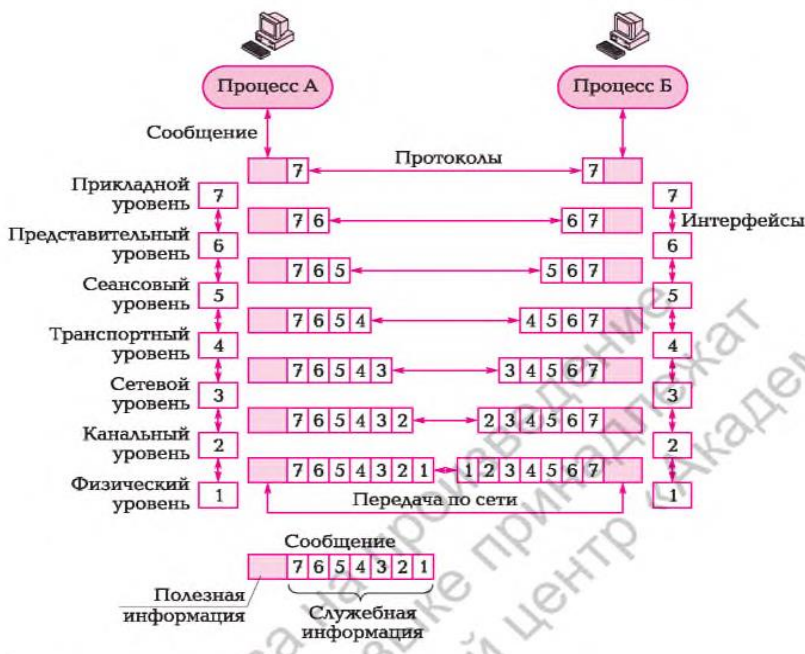 Процесс А
Процесс Б
Сообщение
Протоколы
7
7
Прикладной
уровень
7
7
7 6
6 7
Интерфейсы
Представительный
уровень
6
6
7 6 5
5 6 7
Сеансовый
уровень
5
5
7 6 5 4
4 5 6 7
Транспортный
уровень
4
4
7 6 5 4 3
3 4 5 6 7
Сетевой
уровень
3
3
7 6 5 4 3 2
2 3 4 5 6 7
Канальный
уровень
2
2
7 6 5 4 3 2 1
1 2 3 4 5 6 7
Физический
уровень
1
1
Передача по сети
Сообщение
7 6 5 4 3 2 1
Полезная
информация
Служебная
информация
на произведение
принадлежат
центр